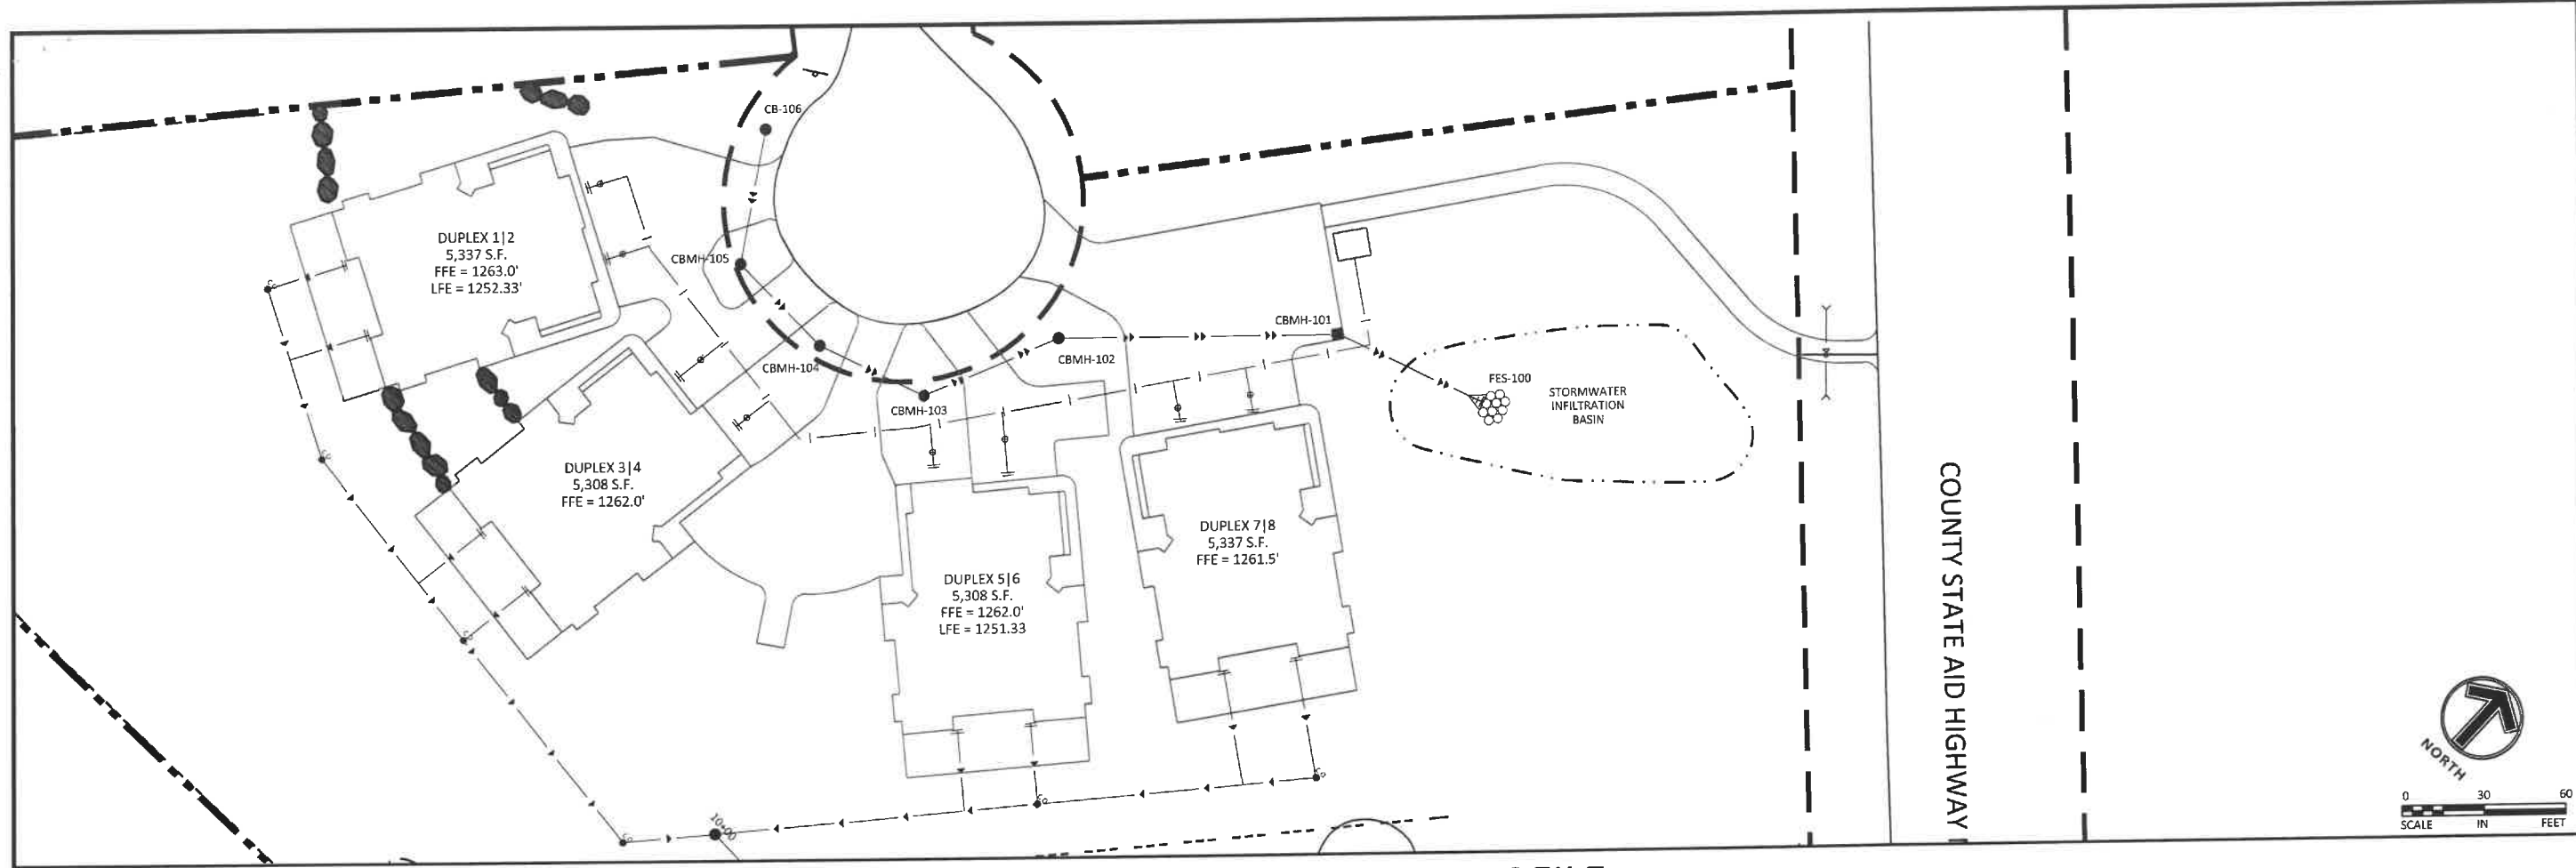 CB-106
DUPLEX 1|2
5,337 S.F.
FFE = 1263.0'
LFE = 1252.33'
CBMH-105
CBMH-101
CBMH-102
CBMH-104
CBMH-103
FES-100
STORMWATER
INFILTRATION
BASIN
DUPLEX 3|4
5,308 S.F.
FFE = 1262.0'
DUPLEX 7|8
5,337 S.F.
FFE = 1261.5'
DUPLEX 5|6
5,308 S.F.
FFE = 1262.0'
LFE = 1251.33
COUNTY STATE AID HIGHWAY
NORTH
0 30 60
SCALE IN FEET
10+00